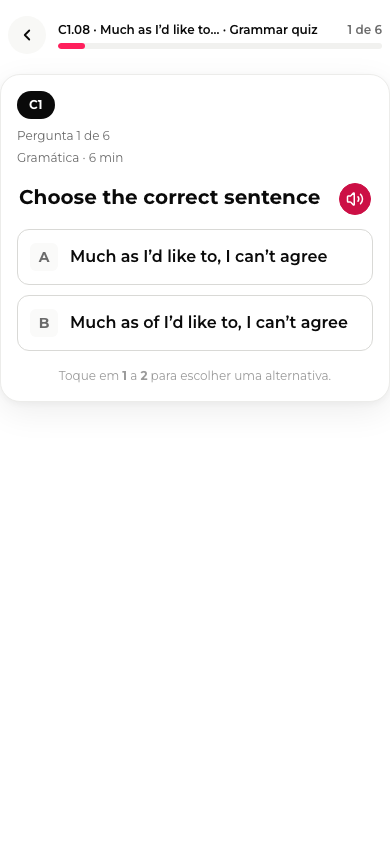 C1.08 · Much as I’d like to… · Grammar quiz 1 de 6
C1
Pergunta 1 de 6
Gramática · 6 min
Choose the correct sentence
A Much as I’d like to, I can’t agree
B Much as of I’d like to, I can’t agree
Toque em 1 a 2 para escolher uma alternativa.